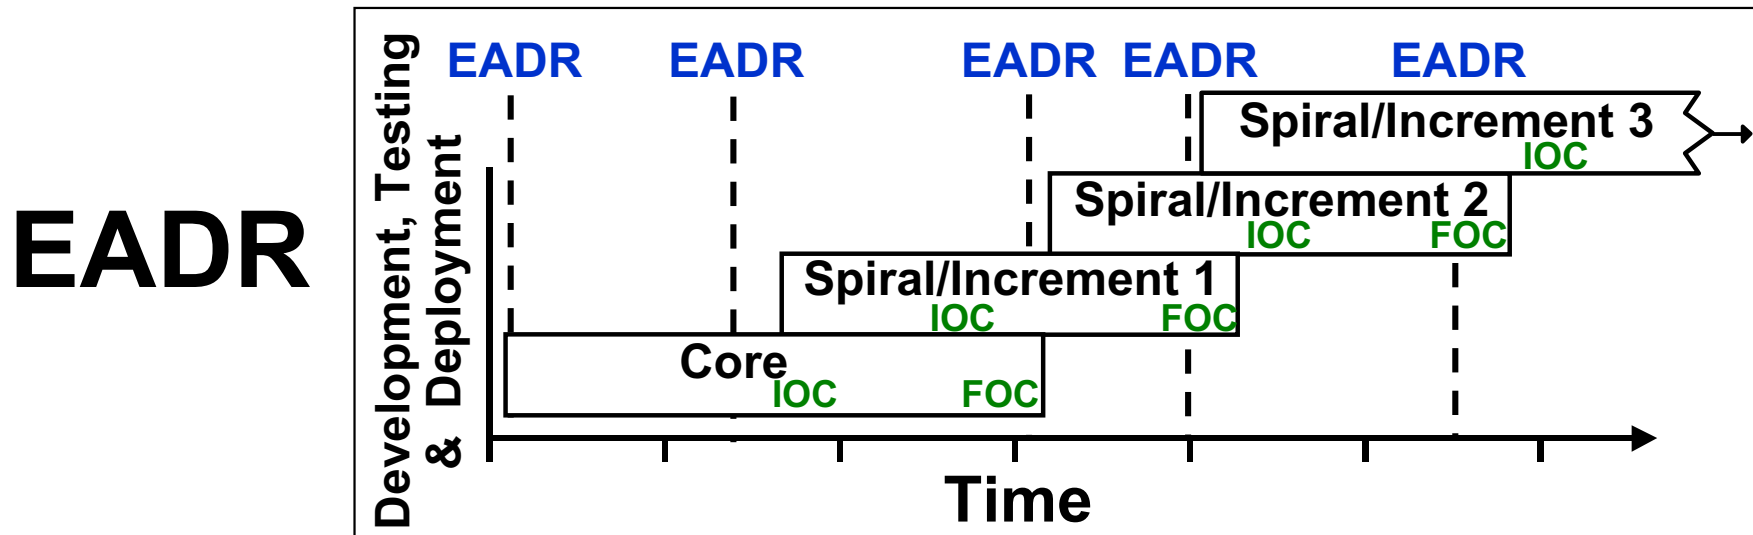 EADR
Development, Testing
& Deployment
EADR EADR EADR EADR EADR
Spiral/Increment 3
IOC
Spiral/Increment 2
IOC FOC
Spiral/Increment 1
IOC FOC
Core
IOC FOC
Time